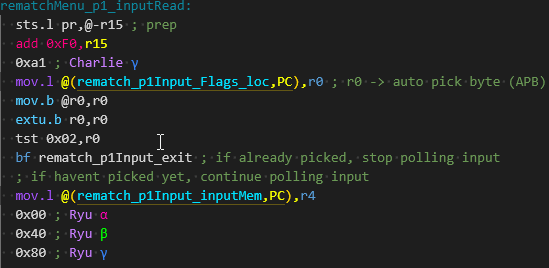 rematchMenu_p1_inputRead:
sts.l pr,@-r15 ; prep
add 0xF0,r15
0xa1 ; Charlie γ
mov.l @(rematch_p1Input_Flags_loc,PC),r0 ; r0 -> auto pick byte (APB)
mov.b @r0,r0
extu.b r0,r0
tst 0x02,r0
bf rematch_p1Input_exit ; if already picked, stop polling input
; if havent picked yet, continue polling input
mov.l @(rematch_p1Input_inputMem,PC),r4
0x00 ; Ryu α
0x40 ; Ryu β
0x80 ; Ryu γ